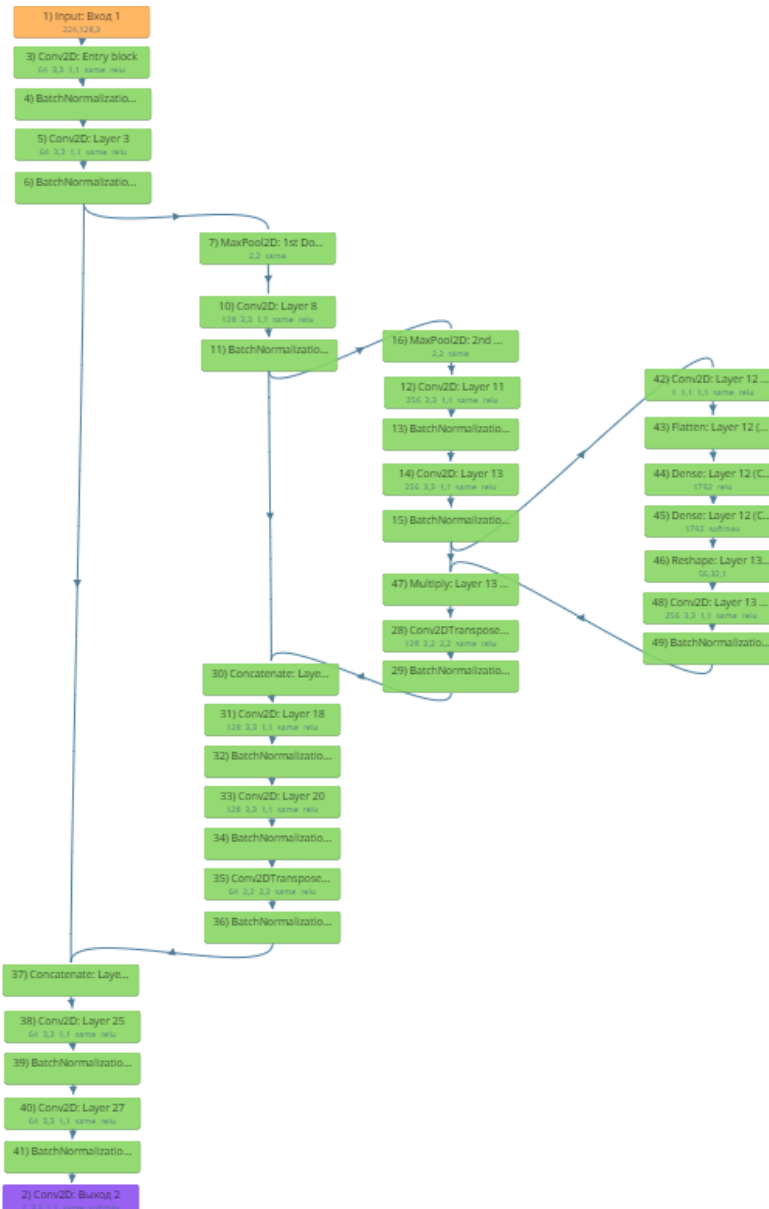 1) Input: Вход 1
224,128,3
3) Conv2D: Entry block
64 3,3 1,1 same relu
4) BatchNormalizatio...
5) Conv2D: Layer 3
64 3,3 1,1 same relu
6) BatchNormalizatio...
7) MaxPool2D: 1st Do...
2,2 same
10) Conv2D: Layer 8
128 3,3 1,1 same relu
11) BatchNormalizatio...
16) MaxPool2D: 2nd ...
2,2 same
12) Conv2D: Layer 11
256 3,3 1,1 same relu
13) BatchNormalizatio...
14) Conv2D: Layer 13
256 3,3 1,1 same relu
15) BatchNormalizatio...
42) Conv2D: Layer 12 ...
1 1,1 1,1 same relu
43) Flatten: Layer 12 (...
44) Dense: Layer 12 (C...
1792 relu
45) Dense: Layer 12 (C...
1792 softmax
46) Reshape: Layer 13...
56,32,1
48) Conv2D: Layer 13 ...
256 3,3 1,1 same relu
49) BatchNormalizatio...
47) Multiply: Layer 13 ...
28) Conv2DTranspose...
128 2,2 2,2 same relu
29) BatchNormalizatio...
30) Concatenate: Laye...
31) Conv2D: Layer 18
128 3,3 1,1 same relu
32) BatchNormalizatio...
33) Conv2D: Layer 20
128 3,3 1,1 same relu
34) BatchNormalizatio...
35) Conv2DTranspose...
64 2,2 2,2 same relu
36) BatchNormalizatio...
37) Concatenate: Laye...
38) Conv2D: Layer 25
64 3,3 1,1 same relu
39) BatchNormalizatio...
40) Conv2D: Layer 27
64 3,3 1,1 same relu
41) BatchNormalizatio...
2) Conv2D: Выход 2